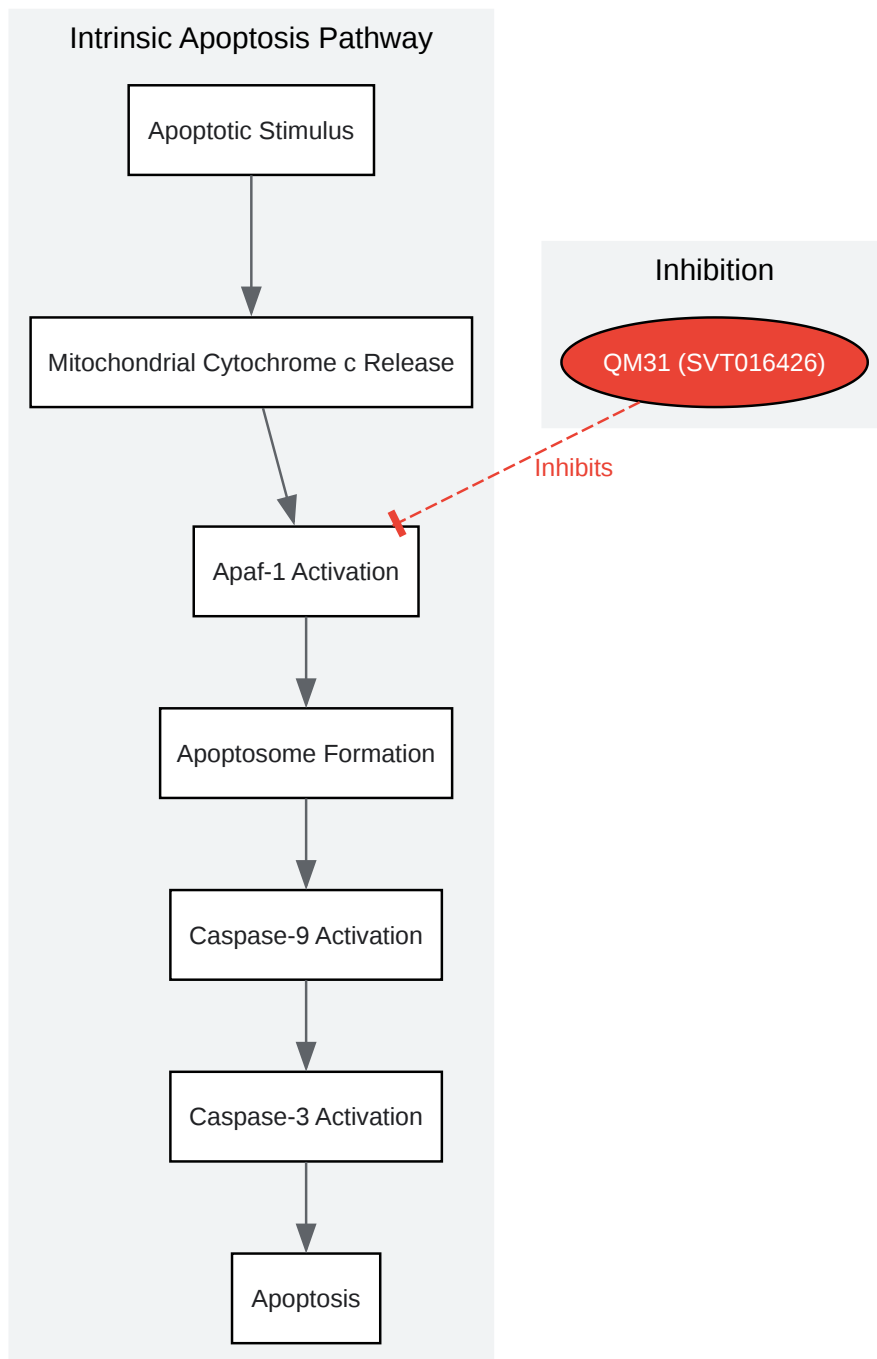 Intrinsic Apoptosis Pathway
Apoptotic Stimulus
Inhibition
Mitochondrial Cytochrome c Release
QM31 (SVT016426)
Inhibits
Apaf-1 Activation
Apoptosome Formation
Caspase-9 Activation
Caspase-3 Activation
Apoptosis